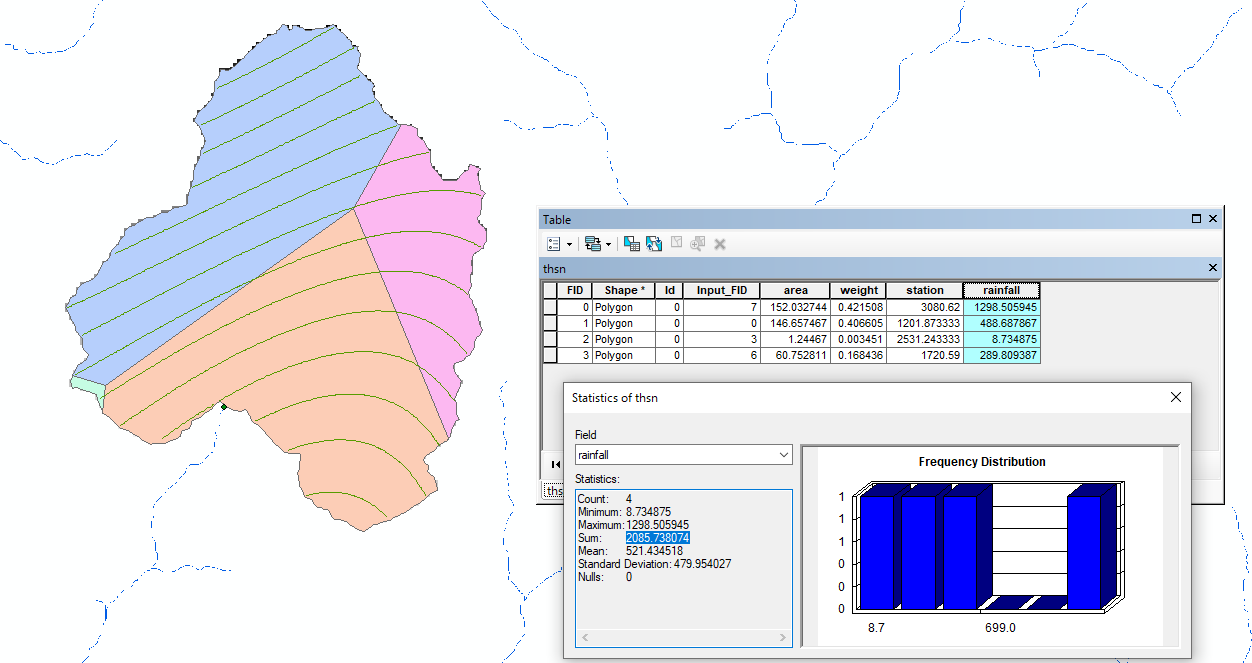 Table
thsn
FID Shape * Id Input_FID area weight station rainfall
0 Polygon 0 7 152.032744 0.421508 3080.62 1298.505945
1 Polygon 0 0 146.657467 0.406605 1201.873333 488.687867
2 Polygon 0 3 1.24467 0.003451 2531.243333 8.734875
3 Polygon 0 6 60.752811 0.168436 1720.59 289.809387
Statistics of thsn
Field
rainfall
Statistics:
Count: 4
Minimum: 8.734875
Maximum: 1298.505945
Sum: 2085.738074
Mean: 521.434518
Standard Deviation: 479.954027
Nulls: 0
Frequency Distribution
1
1
1
0
0
0
8.7 699.0
ths